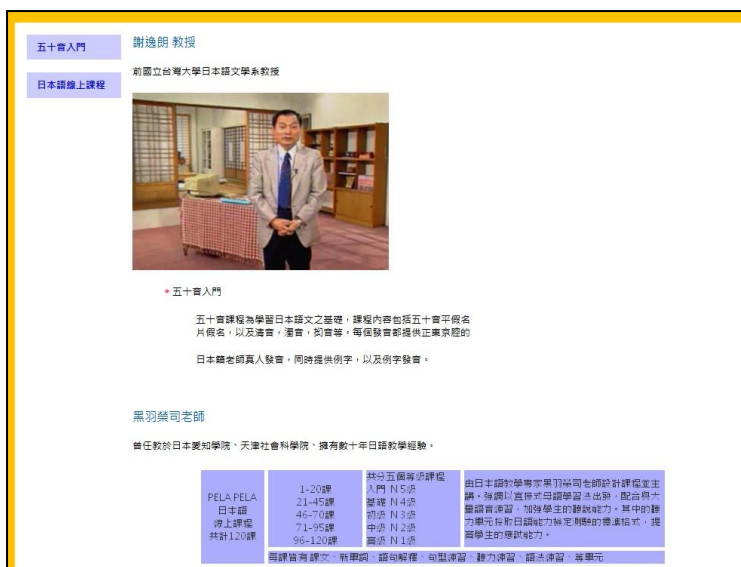 五十音入門
日本語線上課程
謝逸朗 教授
前國立台灣大學日本語文學系教授
五十音入門
五十音課程為學習日本語文之基礎，課程內容包括五十音平假名
片假名，以及清音，濁音，拗音等。每個發音都提供正東京腔的
日本籍老師真人發音，同時提供例字，以及例字發音。
黑羽榮司老師
曾任教於日本愛知學院、天津社會科學院、擁有數十年日語教學經驗。
PELA PELA
日本語
線上課程
共計120課
1-20課
21-45課
46-70課
71-95課
96-120課
共分五個等級課程
入門 N5級
基礎 N4級
初級 N3級
中級 N2級
高級 N1級
由日本語教學專家黑羽榮司老師設計課程並主
講。強調以直接式母語學習法出發，配合與大
量語音練習，加強學生的聽說能力。其中的聽
力單元採取日語能力檢定測驗的標準格式，提
高學生的應試能力。
每課皆有 課文、新單詞、語句解釋、句型練習、聽力練習、語法練習、等單元